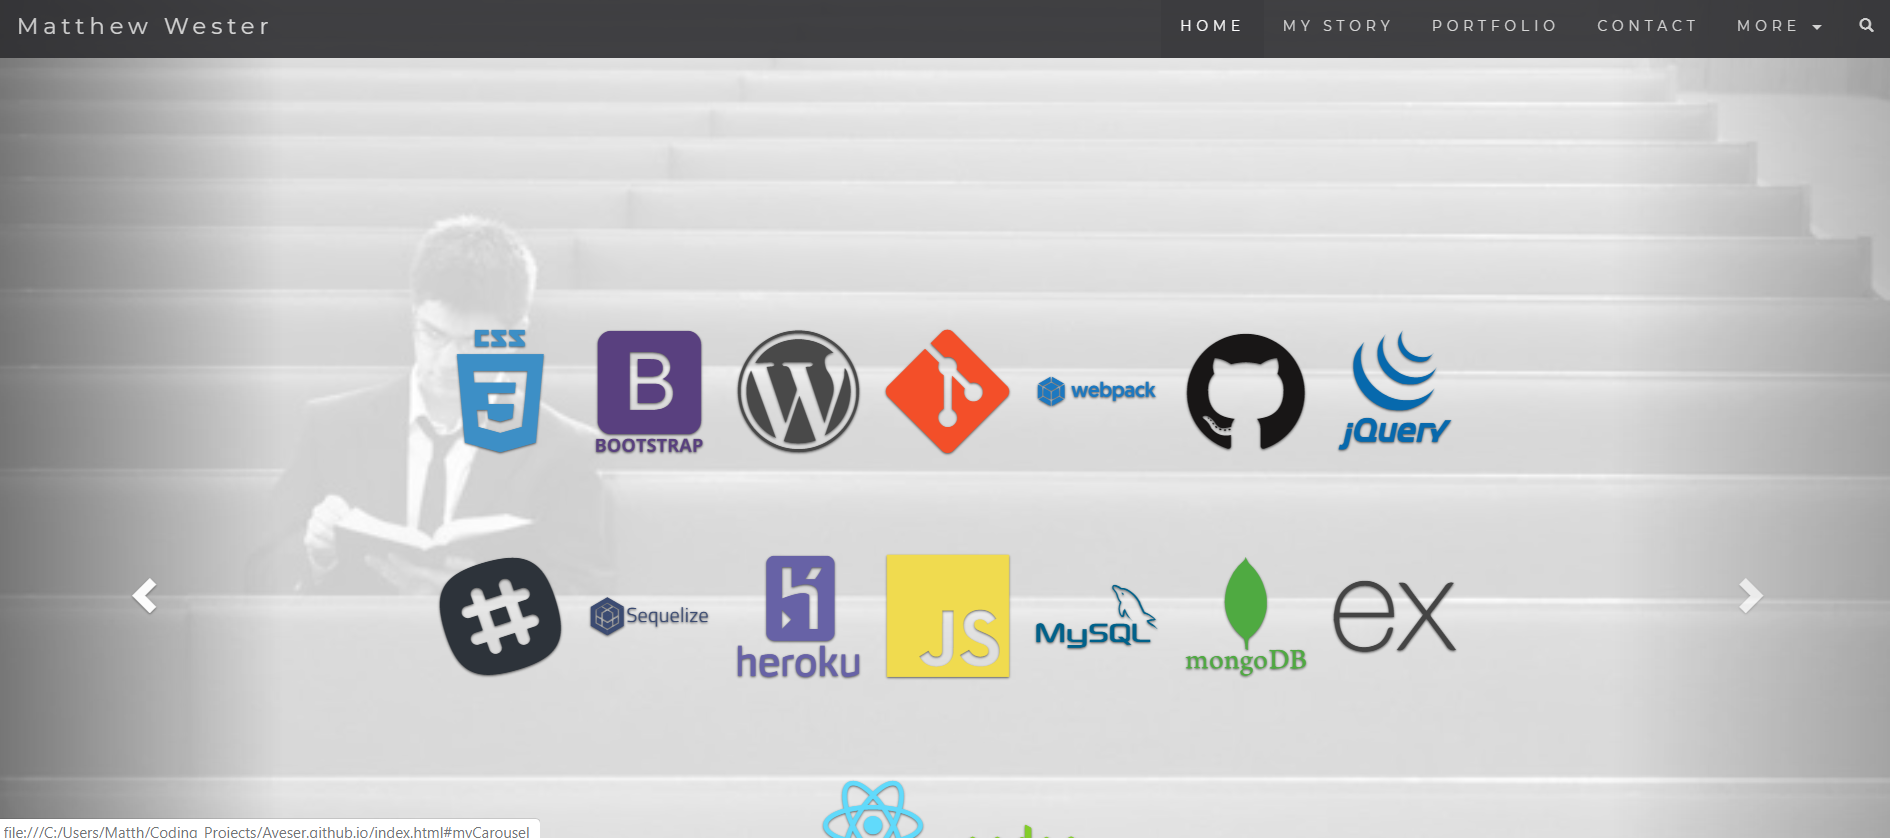 Matthew Wester
HOME MY STORY PORTFOLIO CONTACT MORE
CSS
3
B
BOOTSTRAP
W
webpack
jQuery
Sequelize
heroku
JS
MySQL
mongoDB
ex
file:///C:/Users/Matth/Coding_Projects/Aveser.github.io/index.html#myCarousel